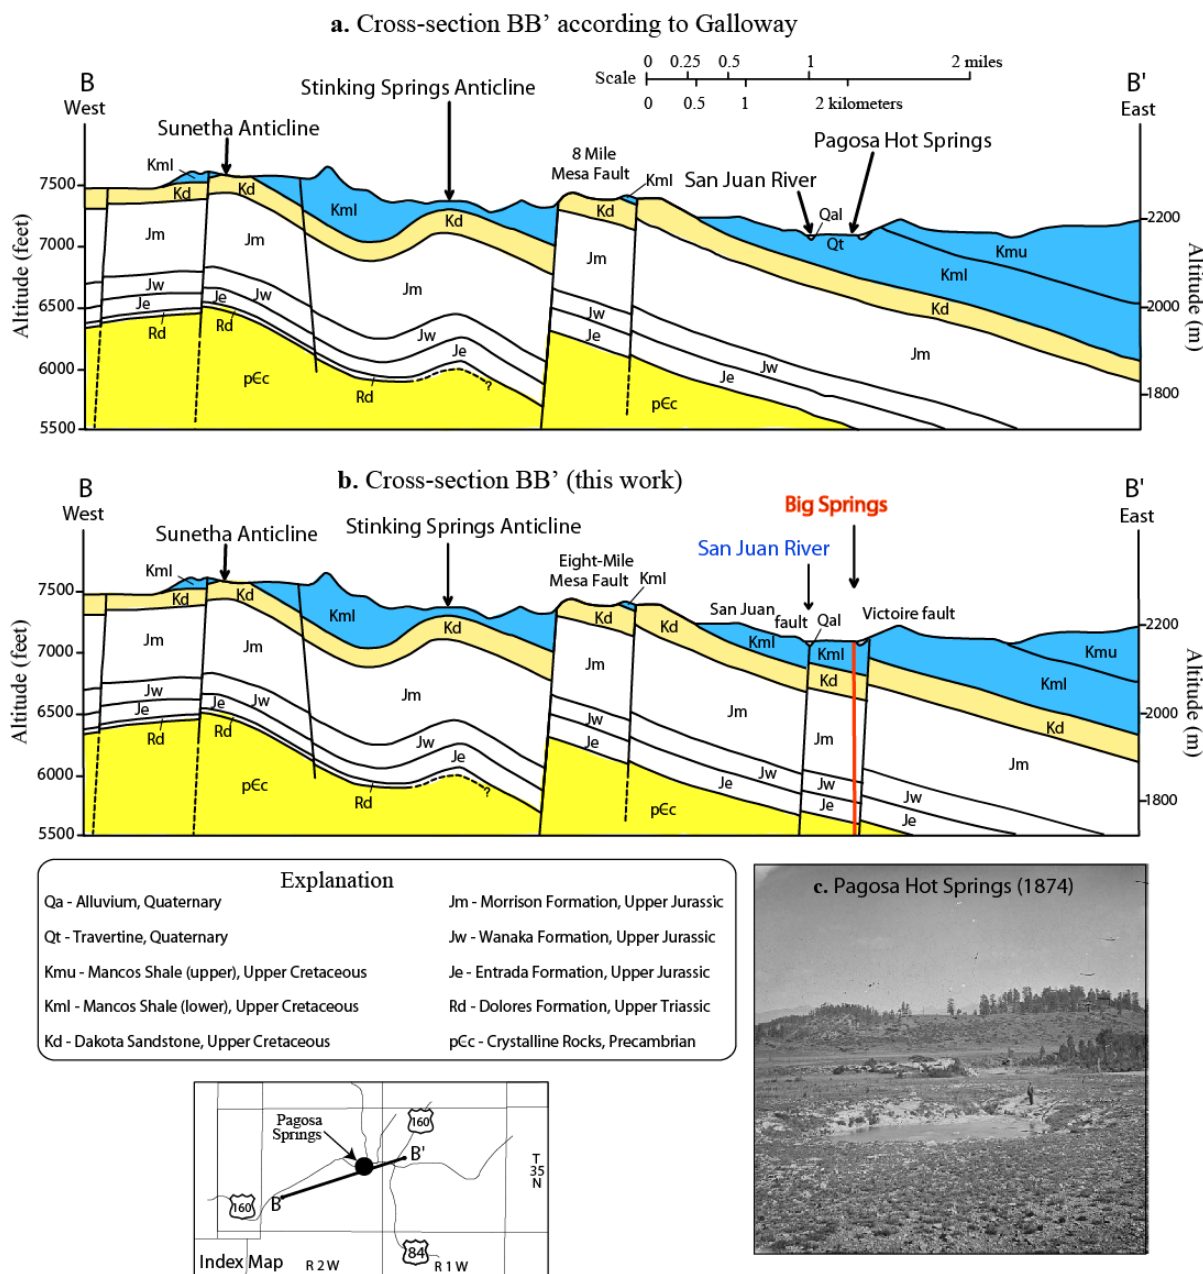 a. Cross-section BB’ according to Galloway
0 0.25 0.5 1 2 miles
Scale
0 0.5 1 2 kilometers
B
West
B'
East
Stinking Springs Anticline
Sunetha Anticline
Pagosa Hot Springs
8 Mile
Mesa Fault
San Juan River
Kml
Kml
Kd
Kd
Kml
Kd
Kd
Qal
Qt
Kmu
Kml
Kd
Jm
Jm
Jm
Jm
Jm
Jw
Je
Rd
Je
Jw
Rd
Jw
Je
Rd
?
Jw
Je
Jw
Je
pЄc
pЄc
7500
7000
6500
6000
5500
Altitude (feet)
2200
2000
1800
Altitude (m)
b. Cross-section BB’ (this work)
B
West
B'
East
Big Springs
Sunetha Anticline
Stinking Springs Anticline
San Juan River
Eight-Mile
Mesa Fault
Kml
Kml
San Juan
fault
Qal
Victoire fault
Kd
Kd
Kml
Kd
Kd
Kd
Kml
Kml
Kd
Kmu
Kml
Kd
Jm
Jm
Jm
Jm
Jm
Jm
Jm
Jw
Je
Rd
Je
Jw
Rd
Jw
Je
Rd
?
Jw
Je
Jw
Je
Jw
Je
Jw
Je
pЄc
pЄc
7500
7000
6500
6000
5500
Altitude (feet)
2200
2000
1800
Altitude (m)
Explanation
Qa - Alluvium, Quaternary
Qt - Travertine, Quaternary
Kmu - Mancos Shale (upper), Upper Cretaceous
Kml - Mancos Shale (lower), Upper Cretaceous
Kd - Dakota Sandstone, Upper Cretaceous
Jm - Morrison Formation, Upper Jurassic
Jw - Wanaka Formation, Upper Jurassic
Je - Entrada Formation, Upper Jurassic
Rd - Dolores Formation, Upper Triassic
pЄc - Crystalline Rocks, Precambrian
c. Pagosa Hot Springs (1874)
Pagosa
Springs
160
B'
B
160
84
T
35
N
Index Map
R 2 W
R 1 W